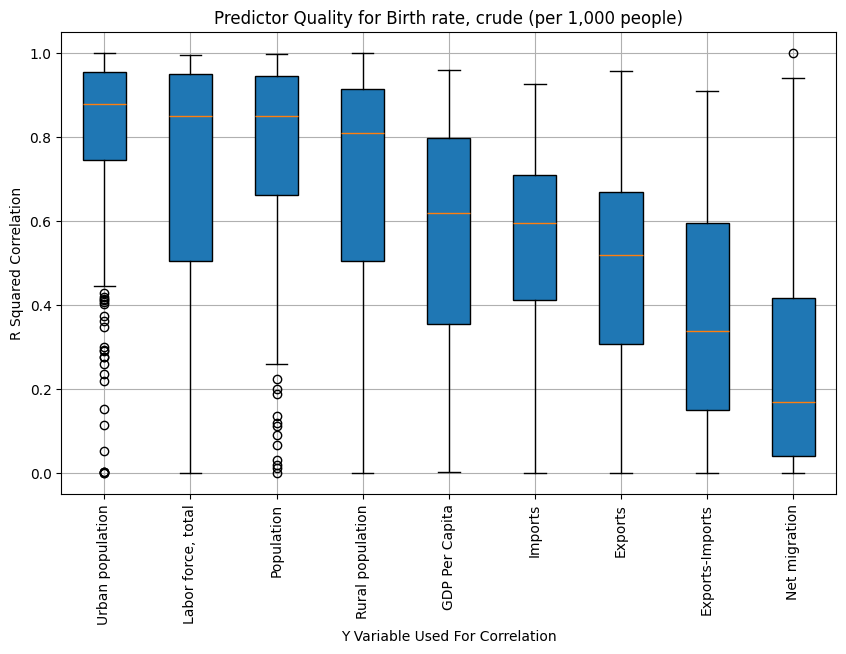 Predictor Quality for Birth rate, crude (per 1,000 people)
R Squared Correlation
1.0
0.8
0.6
0.4
0.2
0.0
Urban population
Labor force, total
Population
Rural population
GDP Per Capita
Imports
Exports
Exports-Imports
Net migration
Y Variable Used For Correlation